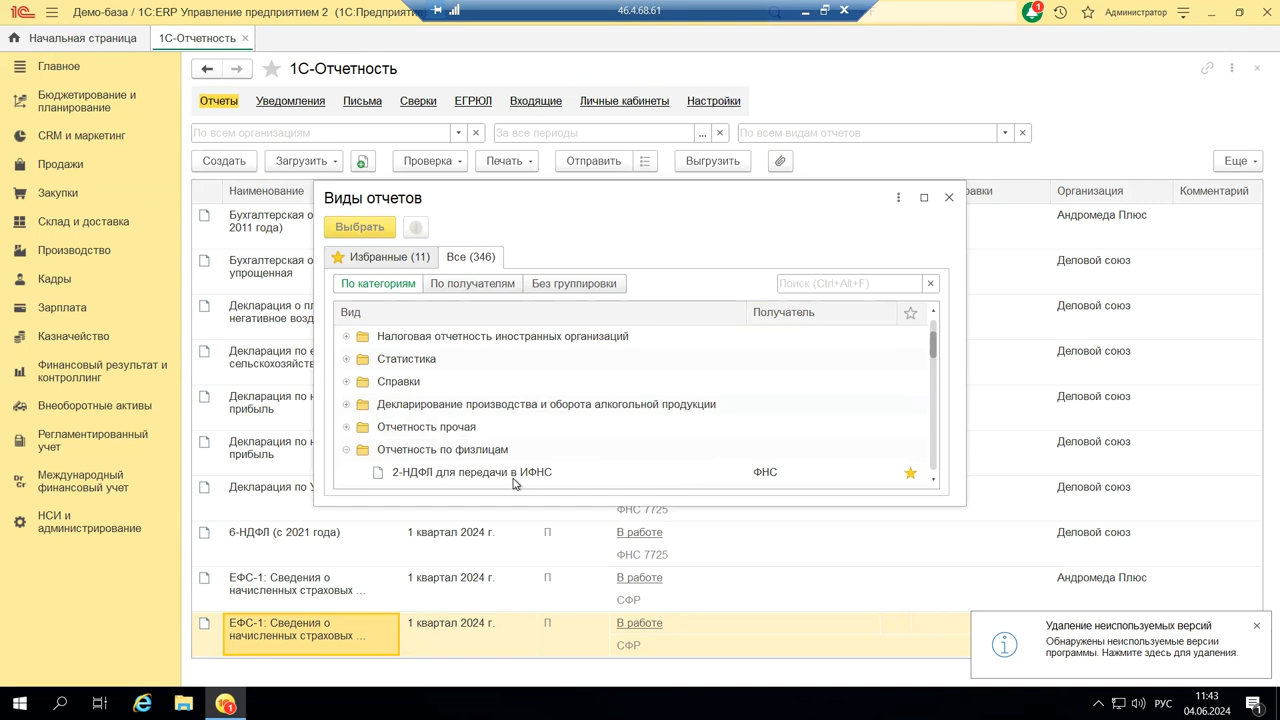 Демо-база / 1С:ERP Управление предприятием 2 (1С:Предприяти
46.4.68.61
1
Администратор
Начальная страница
1С-Отчетность
Главное
Бюджетирование и
планирование
CRM и маркетинг
Продажи
Закупки
Склад и доставка
Производство
Кадры
Зарплата
Казначейство
Финансовый результат и
контроллинг
Внеоборотные активы
Регламентированный
учет
Dr
Cr
Международный
финансовый учет
НСИ и
администрирование
1С-Отчетность
Отчеты Уведомления Письма Сверки ЕГРЮЛ Входящие Личные кабинеты Настройки
По всем организациям За все периоды ... По всем видам отчетов
Создать Загрузить Проверка Печать Отправить Выгрузить Еще
Наименование авки Организация Комментарий
Бухгалтерская о
2011 года)
Андромеда Плюс
Бухгалтерская о
упрощенная
Деловой союз
Декларация о п
негативное возд
Деловой союз
Декларация по е
сельскохозяйств
Деловой союз
Декларация по н
прибыль
Деловой союз
Декларация по н
прибыль
Деловой союз
Декларация по У
Деловой союз
ФНС 7725
6-НДФЛ (с 2021 года) 1 квартал 2024 г. П В работе Деловой союз
ФНС 7725
ЕФС-1: Сведения о
начисленных страховых ...
1 квартал 2024 г. П В работе Андромеда Плюс
СФР
ЕФС-1: Сведения о
начисленных страховых ...
1 квартал 2024 г. П В работе
СФР
Виды отчетов
Выбрать
Избранные (11) Все (346)
По категориям По получателям Без группировки Поиск (Ctrl+Alt+F)
Вид Получатель
Налоговая отчетность иностранных организаций
Статистика
Справки
Декларирование производства и оборота алкогольной продукции
Отчетность прочая
Отчетность по физлицам
2-НДФЛ для передачи в ИФНС ФНС
Удаление неиспользуемых версий
Обнаружены неиспользуемые версии
программы. Нажмите здесь для удаления.
РУС
11:43
04.06.2024
1